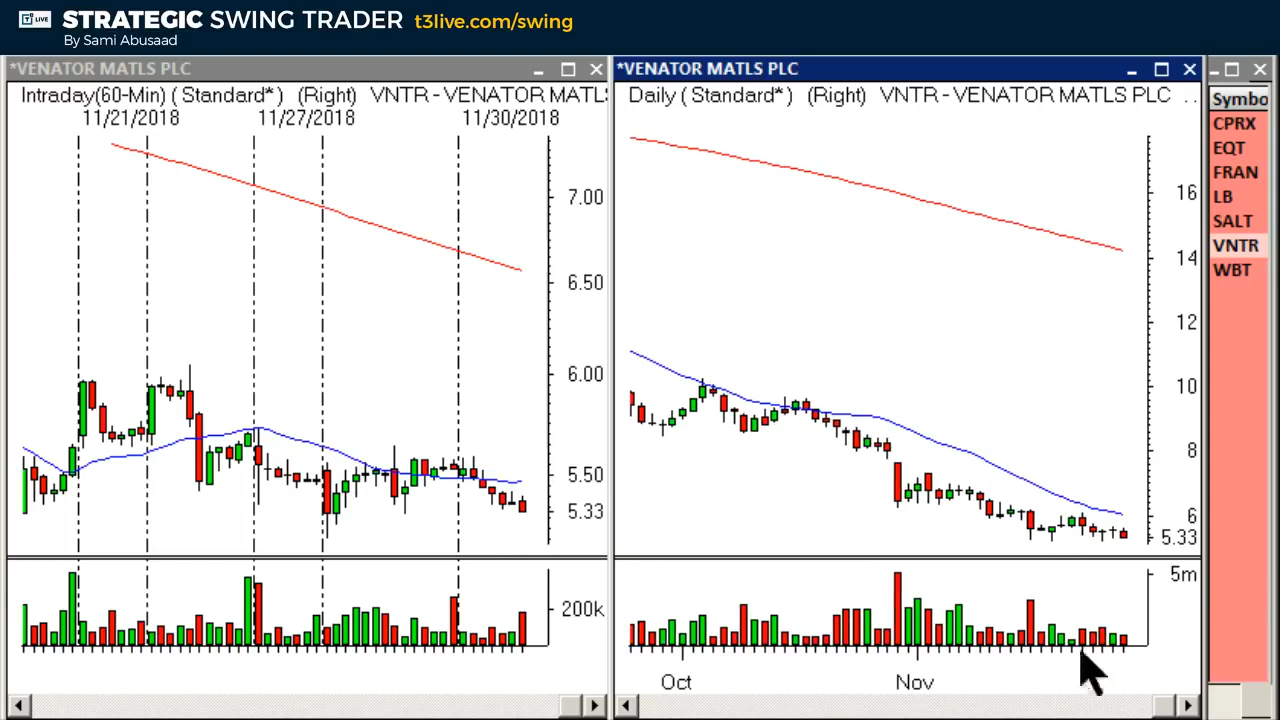 T3 LIVE STRATEGIC SWING TRADER t3live.com/swing
By Sami Abusaad
*VENATOR MATLS PLC
Intraday(60-Min) (Standard*) (Right) VNTR - VENATOR MATLS
11/21/2018 11/27/2018 11/30/2018
7.00
6.50
6.00
5.50
5.33
200k
*VENATOR MATLS PLC
Daily (Standard*) (Right) VNTR - VENATOR MATLS PLC ..
16
14
12
10
8
6
5.33
5m
Oct Nov
Symbo
CPRX
EQT
FRAN
LB
SALT
VNTR
WBT